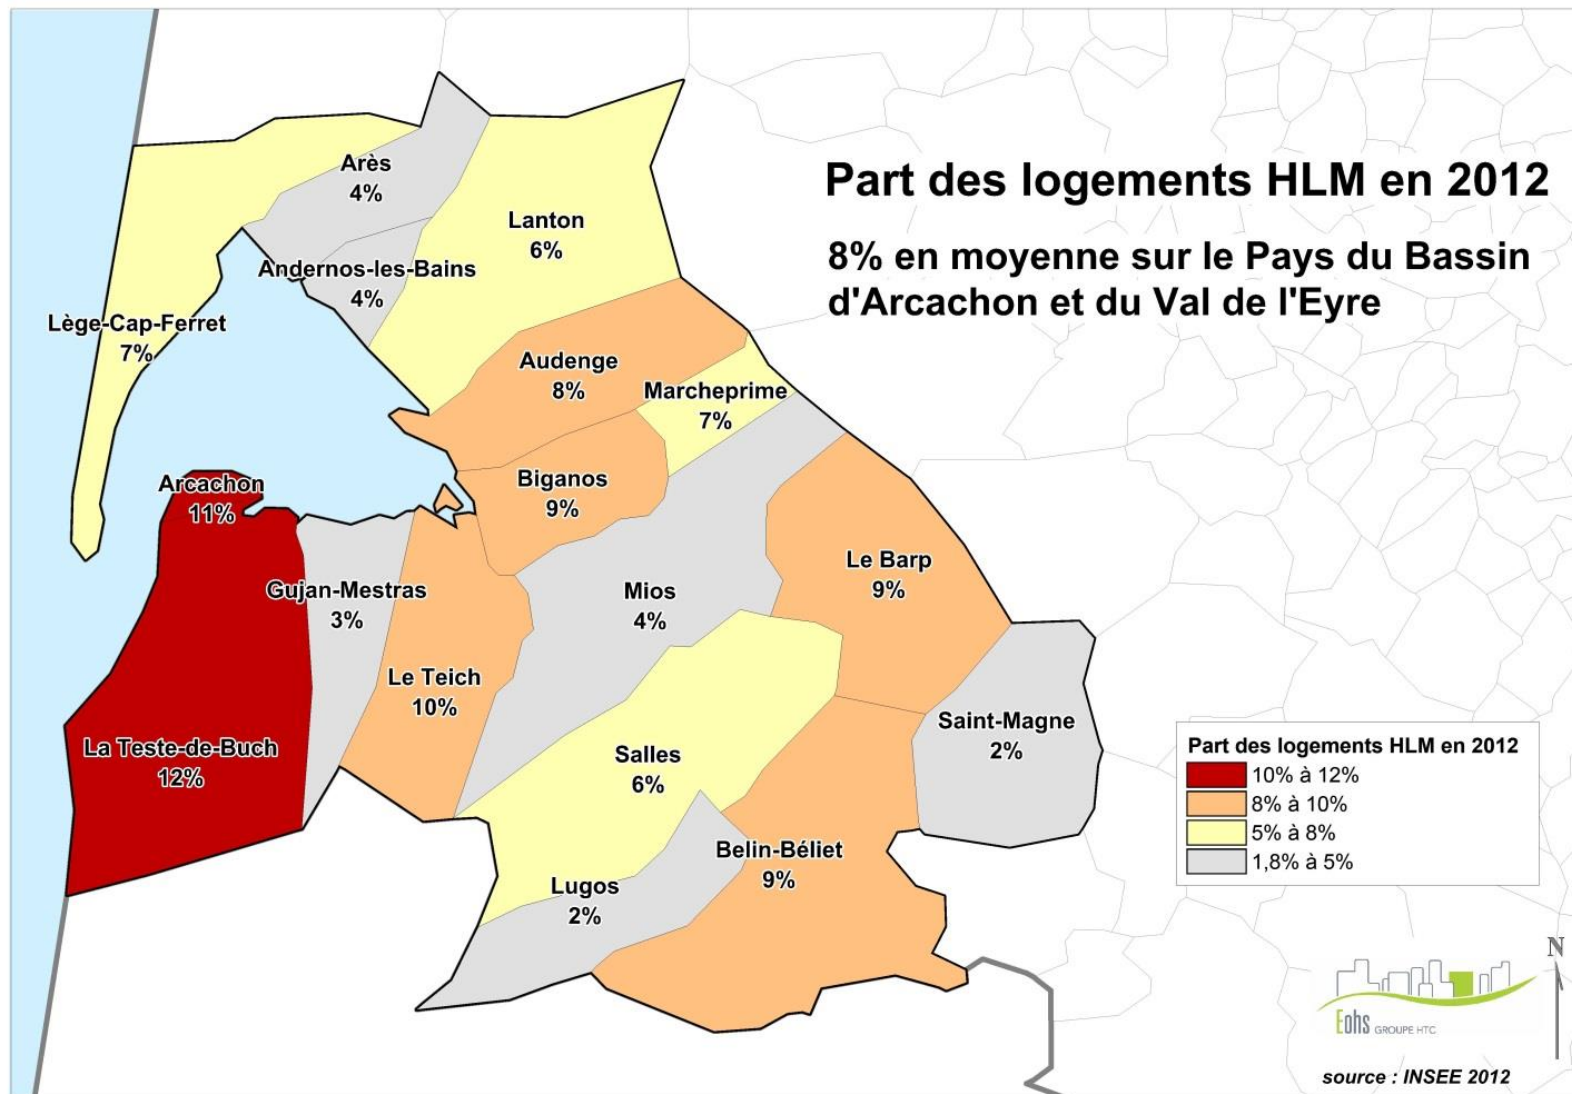 Part des logements HLM en 2012
8% en moyenne sur le Pays du Bassin
d'Arcachon et du Val de l'Eyre
Arès
4%
Lanton
6%
Andernos-les-Bains
4%
Lège-Cap-Ferret
7%
Audenge
8%
Marcheprime
7%
Arcachon
11%
Biganos
9%
Le Barp
9%
Gujan-Mestras
3%
Mios
4%
Le Teich
10%
Saint-Magne
2%
La Teste-de-Buch
12%
Salles
6%
Belin-Béliet
9%
Lugos
2%
Part des logements HLM en 2012
10% à 12%
8% à 10%
5% à 8%
1,8% à 5%
N
Eohs GROUPE HTC
source : INSEE 2012